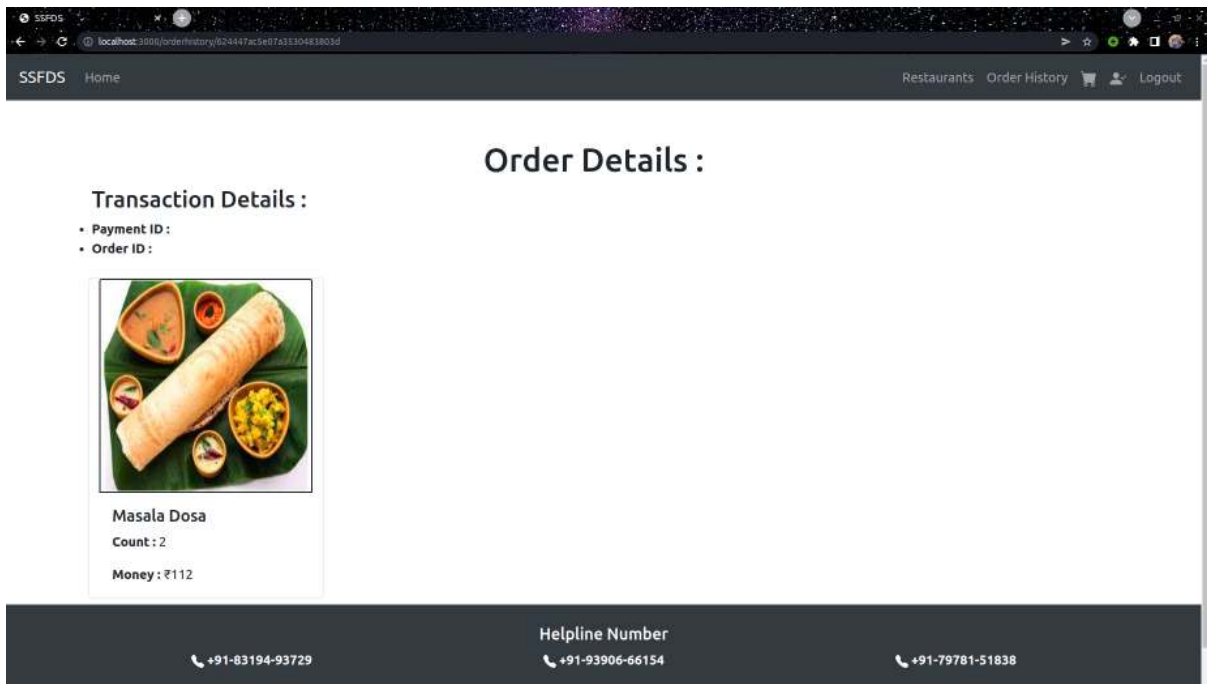 SSFDS
localhost:3000/orderhistory/624447ac5e07a3530483803d
SSFDS Home Restaurants Order History Logout
Order Details :
Transaction Details :
• Payment ID :
• Order ID :
Masala Dosa
Count : 2
Money : ₹112
Helpline Number
+91-83194-93729 +91-93906-66154 +91-79781-51838